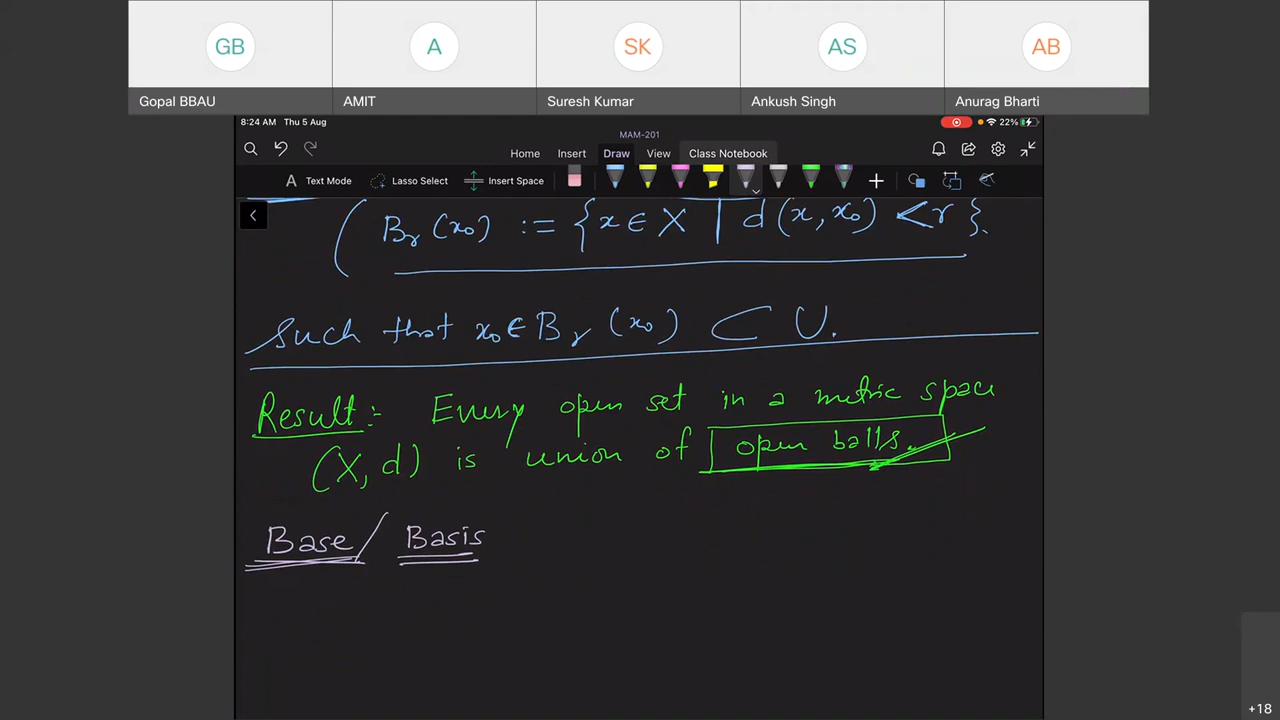 GB A SK AS AB
Gopal BBAU AMIT Suresh Kumar Ankush Singh Anurag Bharti
8:24 AM Thu 5 Aug 22%
MAM-201
Home Insert Draw View Class Notebook
A Text Mode Lasso Select Insert Space
( Br(x₀) := {x ∈ X | d(x, x₀) < r}.
such that x₀ ∈ Br(x₀) ⊂ U.
Result:- Every open set in a metric space
(X, d) is union of open balls.
Base / Basis
+18